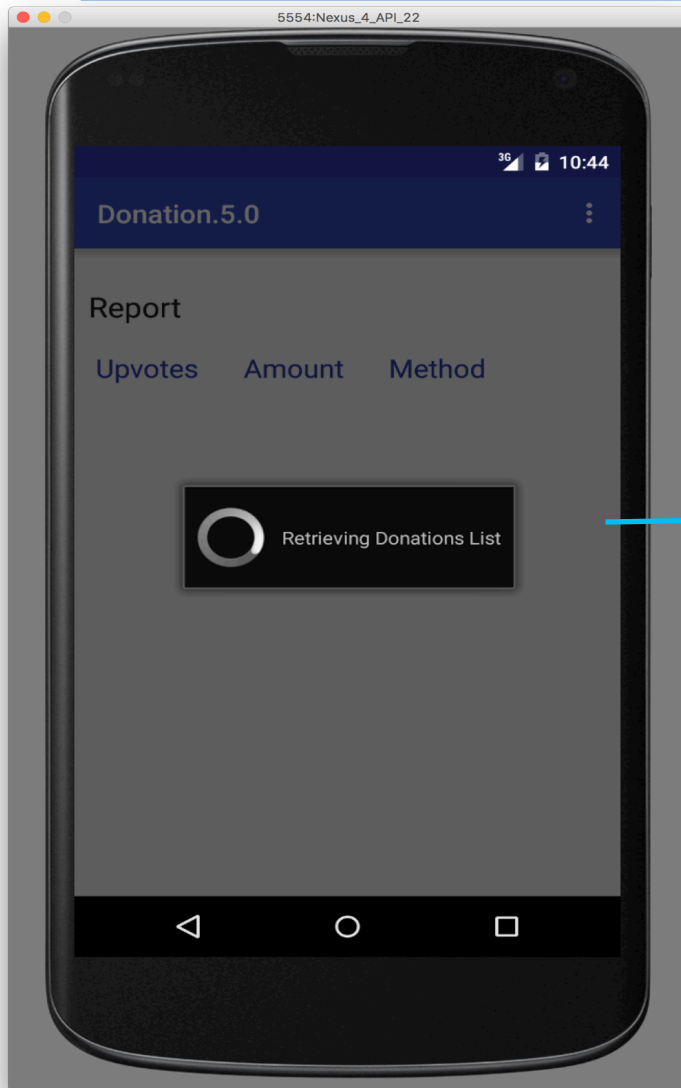 5554:Nexus_4_API_22
3G 10:44
Donation.5.0
Report
Upvotes Amount Method
Retrieving Donations List